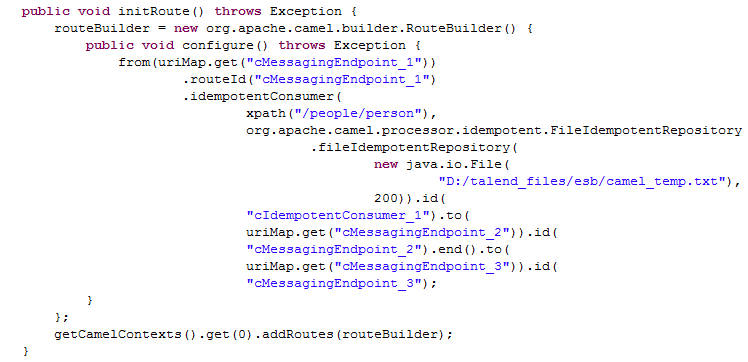 public void initRoute() throws Exception {
    routeBuilder = new org.apache.camel.builder.RouteBuilder() {
        public void configure() throws Exception {
            from(uriMap.get("cMessagingEndpoint_1"))
                    .routeId("cMessagingEndpoint_1")
                    .idempotentConsumer(
                            xpath("/people/person"),
                            org.apache.camel.processor.idempotent.FileIdempotentRepository
                                    .fileIdempotentRepository(
                                            new java.io.File(
                                                    "D:/talend_files/esb/camel_temp.txt"),
                                            200)).id(
                            "cIdempotentConsumer_1").to(
                            uriMap.get("cMessagingEndpoint_2")).id(
                            "cMessagingEndpoint_2").end().to(
                            uriMap.get("cMessagingEndpoint_3")).id(
                            "cMessagingEndpoint_3");
        }
    };
    getCamelContexts().get(0).addRoutes(routeBuilder);
}